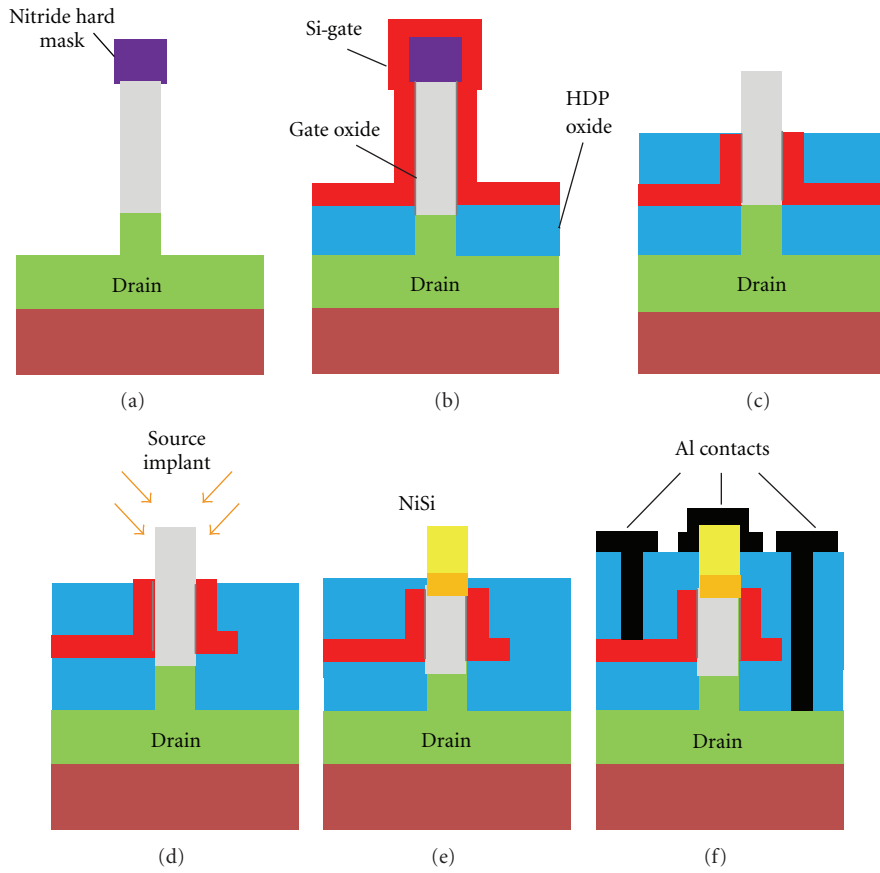 Nitride hard
mask
Drain
(a)
Si-gate
Gate oxide
HDP
oxide
Drain
(b)
Drain
(c)
Source
implant
Drain
(d)
NiSi
Drain
(e)
Al contacts
Drain
(f)